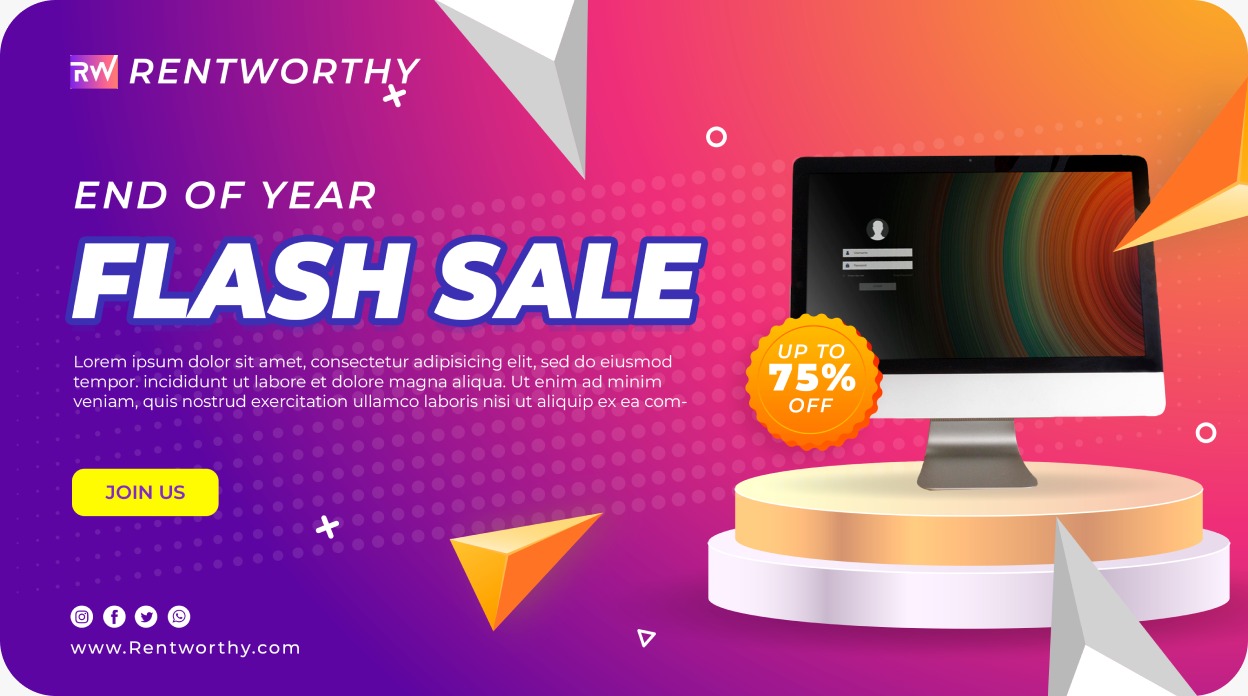 RW RENTWORTHY
END OF YEAR
FLASH SALE
Lorem ipsum dolor sit amet, consectetur adipisicing elit, sed do eiusmod
tempor. incididunt ut labore et dolore magna aliqua. Ut enim ad minim
veniam, quis nostrud exercitation ullamco laboris nisi ut aliquip ex ea com-
UP TO
75%
OFF
JOIN US
www.Rentworthy.com